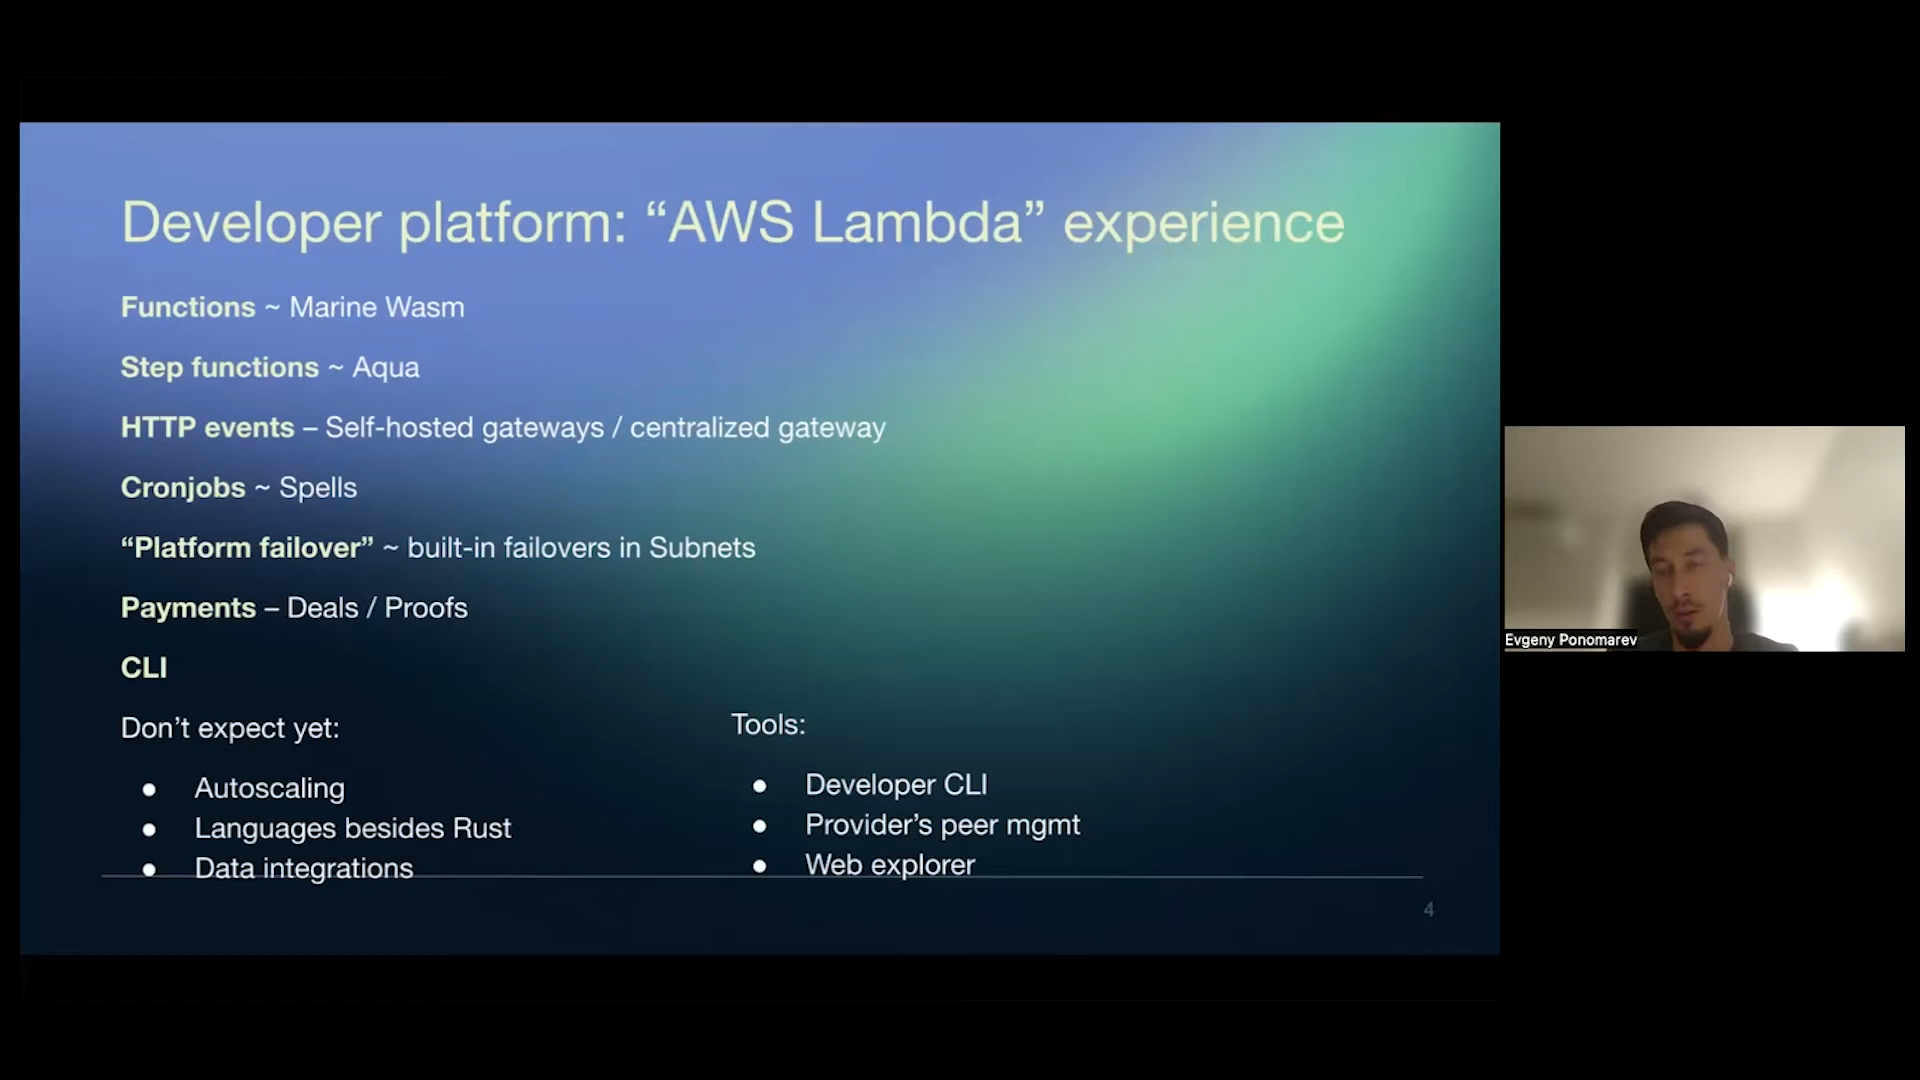 Developer platform: “AWS Lambda” experience
Functions ~ Marine Wasm
Step functions ~ Aqua
HTTP events – Self-hosted gateways / centralized gateway
Cronjobs ~ Spells
“Platform failover” ~ built-in failovers in Subnets
Payments – Deals / Proofs
CLI
Don’t expect yet:
● Autoscaling
● Languages besides Rust
● Data integrations
Tools:
● Developer CLI
● Provider’s peer mgmt
● Web explorer
4
Evgeny Ponomarev